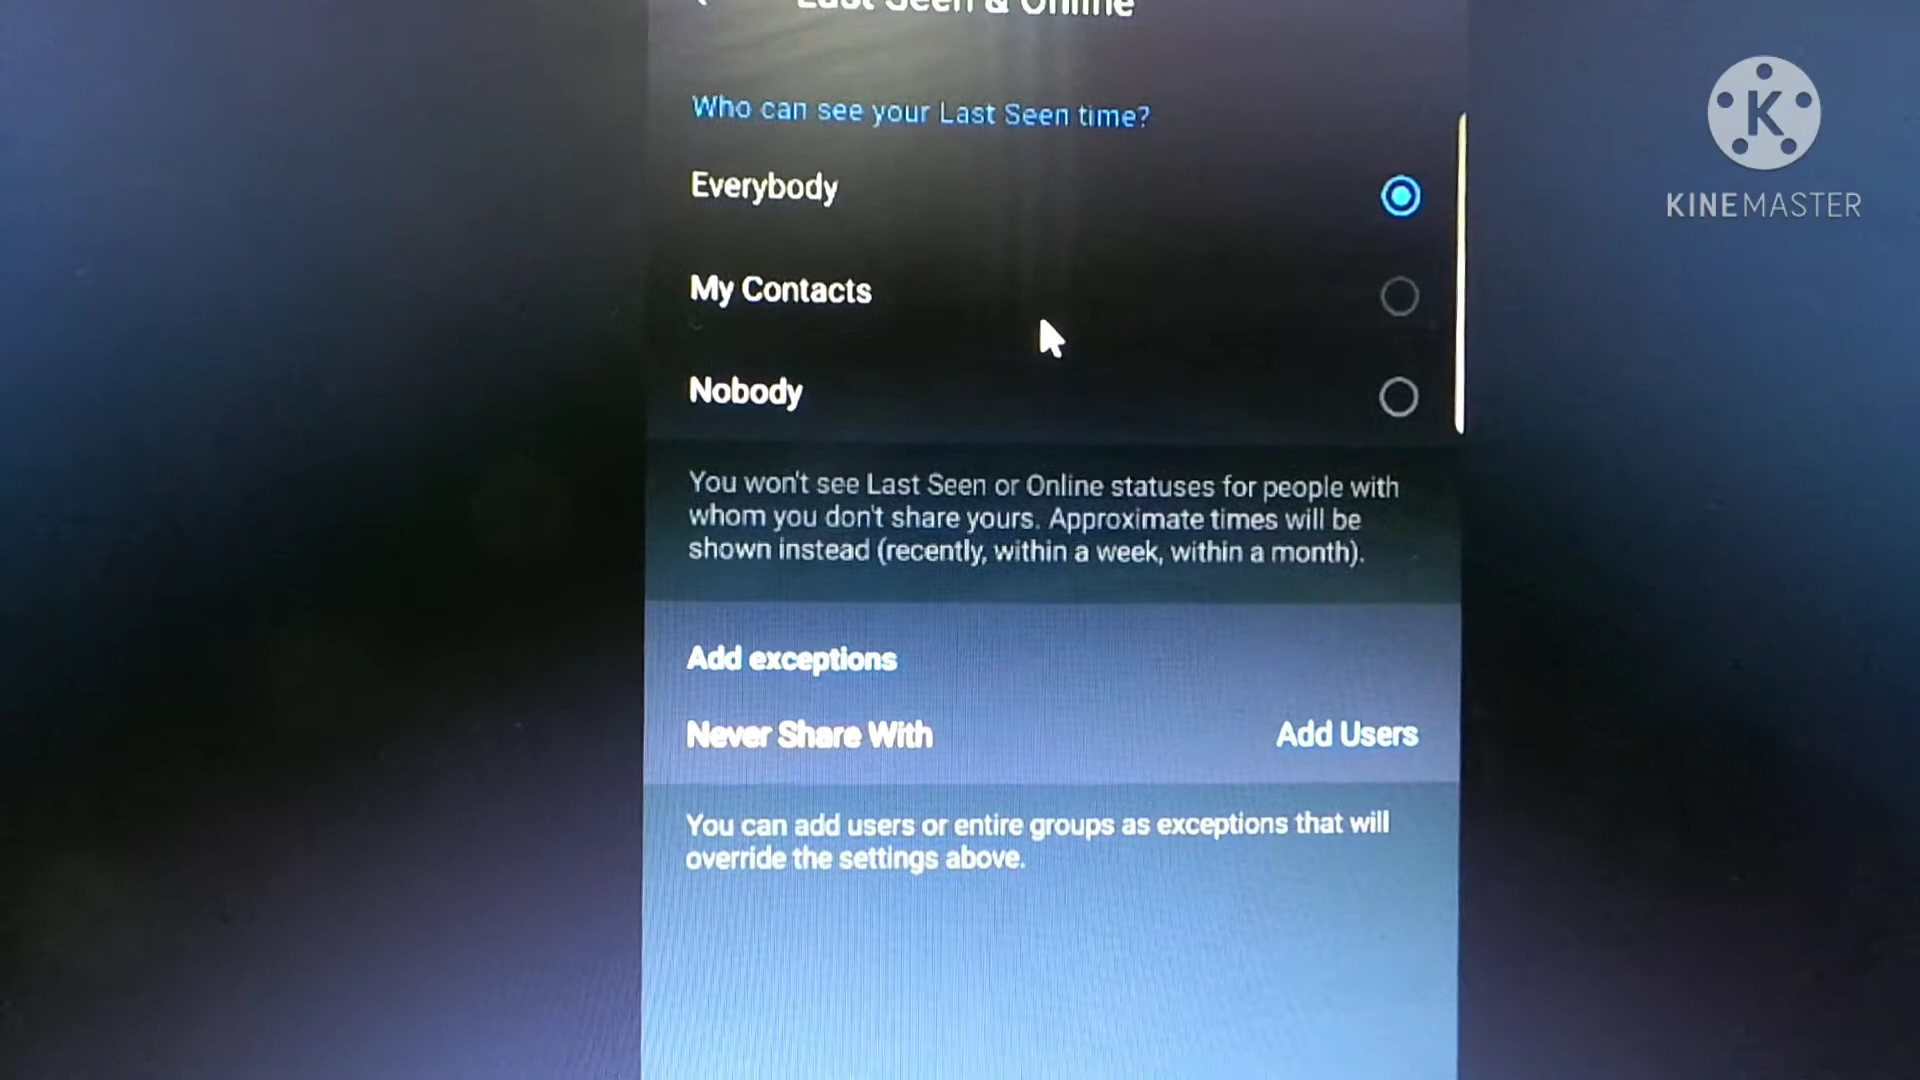 Last Seen & Online
Who can see your Last Seen time?
Everybody
My Contacts
Nobody
You won't see Last Seen or Online statuses for people with
whom you don't share yours. Approximate times will be
shown instead (recently, within a week, within a month).
Add exceptions
Never Share With Add Users
You can add users or entire groups as exceptions that will
override the settings above.
K
KINEMASTER